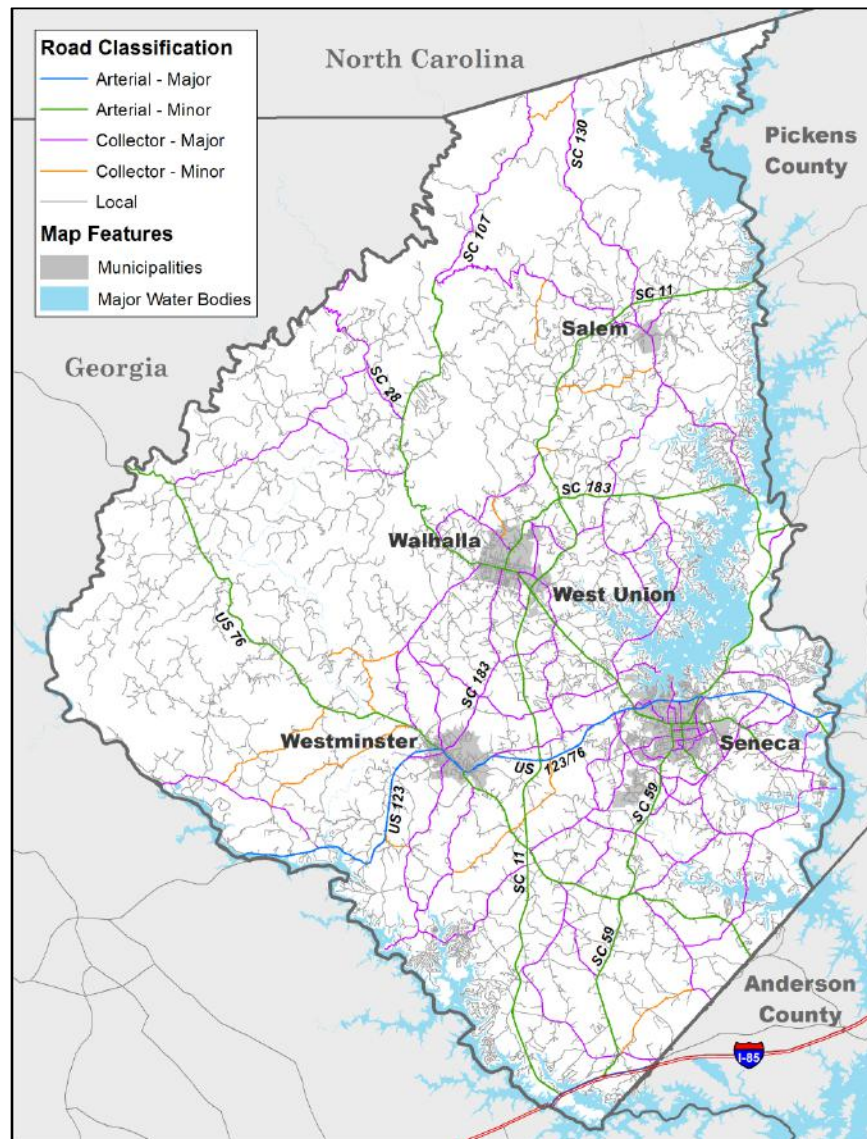 Road Classification
Arterial - Major
Arterial - Minor
Collector - Major
Collector - Minor
Local
Map Features
Municipalities
Major Water Bodies
North Carolina
Pickens
County
SC 130
SC 107
SC 11
Salem
Georgia
SC 28
SC 183
Walhalla
West Union
US 76
SC 183
Westminster
Seneca
US 123/76
US 123
SC 59
SC 11
SC 59
Anderson
County
I-85